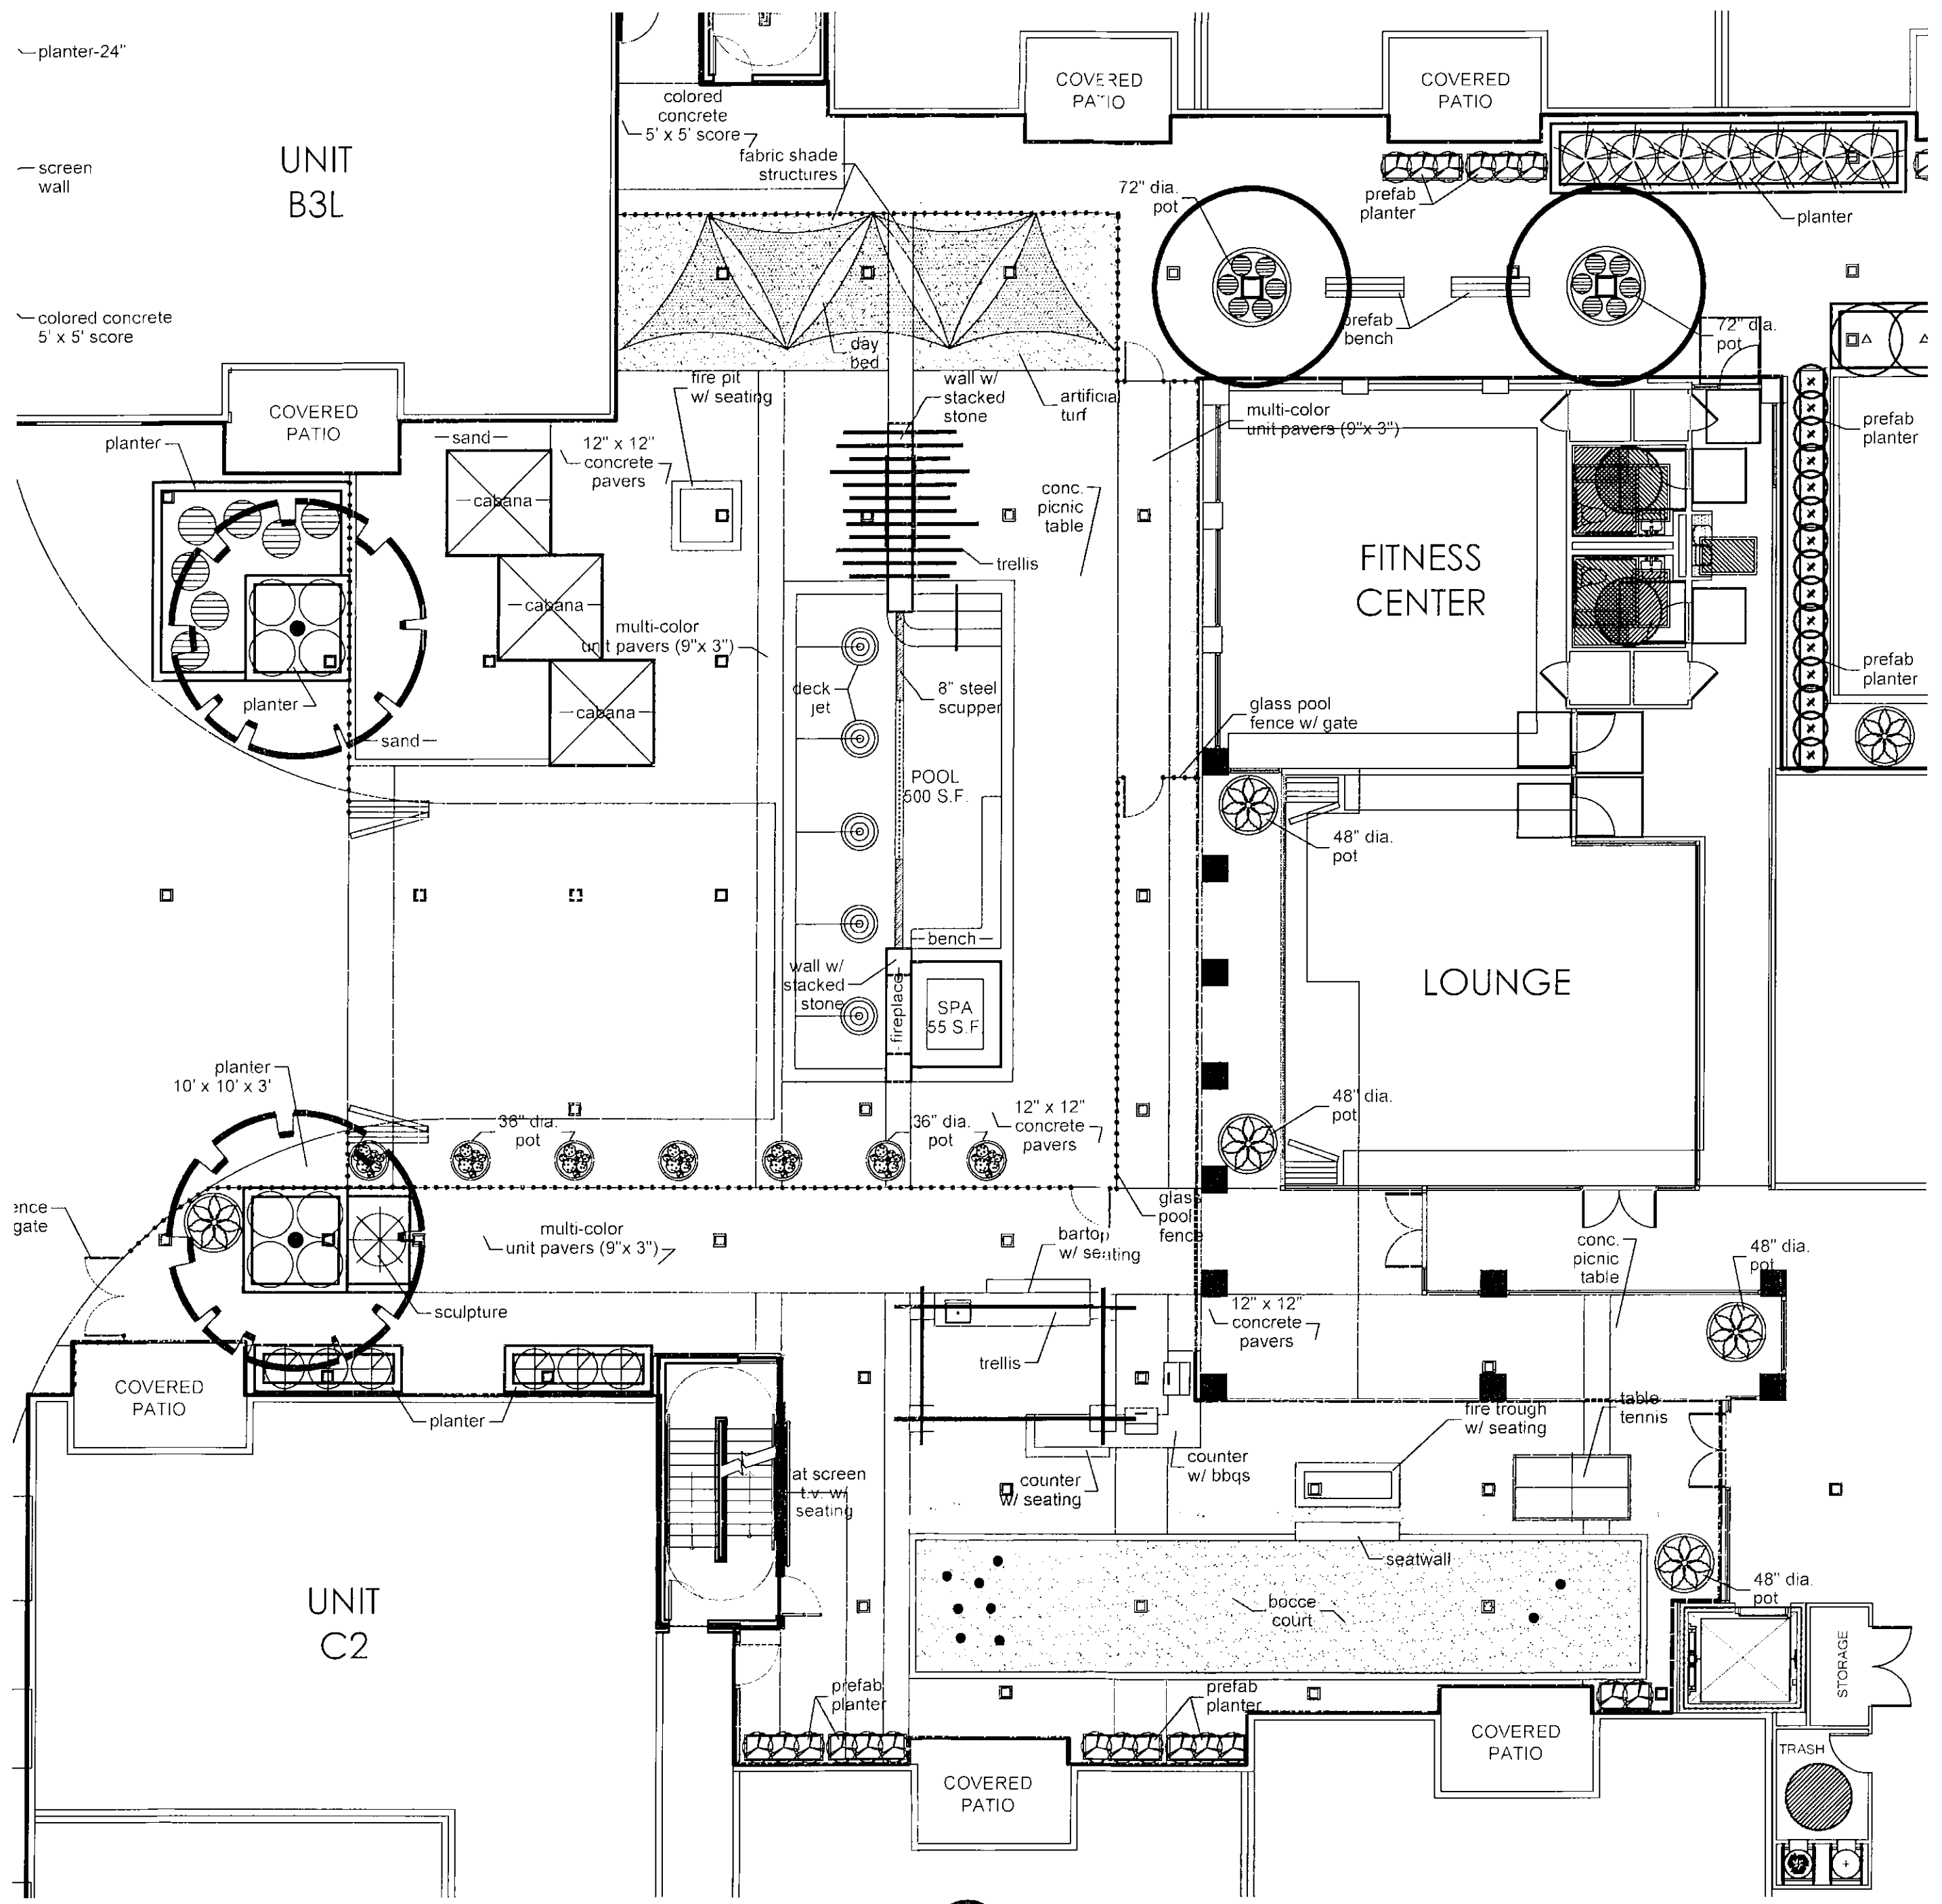 planter-24"
screen
wall
colored concrete
5' x 5' score
UNIT
B3L
colored
concrete
5' x 5' score
fabric shade
structures
COVERED
PATIO
COVERED
PATIO
72" dia.
pot
prefab
planter
planter
prefab
bench
72" dia.
pot
day
bed
fire pit
w/ seating
wall w/
stacked
stone
artificial
turf
multi-color
unit pavers (9"x 3")
prefab
planter
COVERED
PATIO
planter
sand
12" x 12"
concrete
pavers
cabana
conc.
picnic
table
trellis
FITNESS
CENTER
cabana
multi-color
unit pavers (9"x 3")
prefab
planter
planter
cabana
sand
deck
jet
8" steel
scupper
glass pool
fence w/ gate
POOL
500 S.F.
48" dia.
pot
bench
wall w/
stacked
stone
fireplace
SPA
55 S.F.
LOUNGE
planter
10' x 10' x 3'
36" dia.
pot
36" dia.
pot
12" x 12"
concrete
pavers
48" dia.
pot
gate
multi-color
unit pavers (9"x 3")
glass
pool
fence
bartop
w/ seating
conc.
picnic
table
48" dia.
pot
sculpture
12" x 12"
concrete
pavers
trellis
COVERED
PATIO
planter
table
tennis
fire trough
w/ seating
counter
w/ bbqs
counter
w/ seating
at screen
t.v. w/
seating
seatwall
48" dia.
pot
bocce
court
UNIT
C2
STORAGE
prefab
planter
prefab
planter
COVERED
PATIO
TRASH
COVERED
PATIO